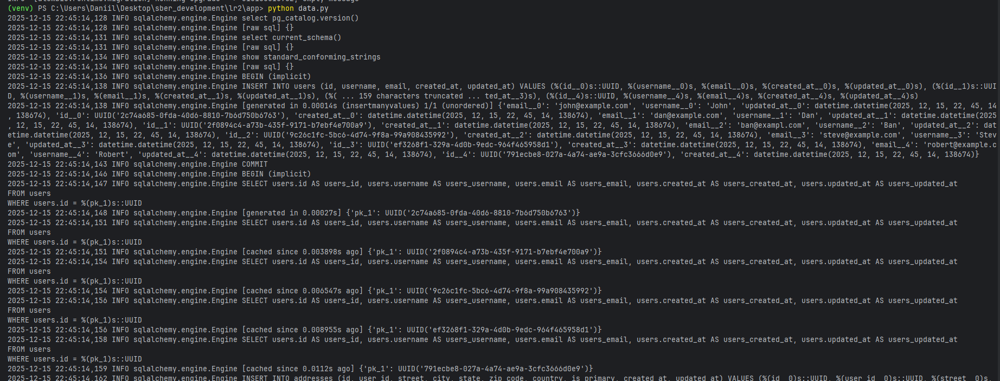 (venv) PS C:\Users\Daniil\Desktop\sber_development\lr2\app> python data.py
2025-12-15 22:45:14,128 INFO sqlalchemy.engine.Engine select pg_catalog.version()
2025-12-15 22:45:14,128 INFO sqlalchemy.engine.Engine [raw sql] {}
2025-12-15 22:45:14,131 INFO sqlalchemy.engine.Engine select current_schema()
2025-12-15 22:45:14,131 INFO sqlalchemy.engine.Engine [raw sql] {}
2025-12-15 22:45:14,134 INFO sqlalchemy.engine.Engine show standard_conforming_strings
2025-12-15 22:45:14,134 INFO sqlalchemy.engine.Engine [raw sql] {}
2025-12-15 22:45:14,136 INFO sqlalchemy.engine.Engine BEGIN (implicit)
2025-12-15 22:45:14,138 INFO sqlalchemy.engine.Engine INSERT INTO users (id, username, email, created_at, updated_at) VALUES (%(id__0)s::UUID, %(username__0)s, %(email__0)s, %(created_at__0)s, %(updated_at__0)s), (%(id__1)s::UUI
D, %(username__1)s, %(email__1)s, %(created_at__1)s, %(updated_at__1)s), (%( ... 159 characters truncated ... ted_at__3)s), (%(id__4)s::UUID, %(username__4)s, %(email__4)s, %(created_at__4)s, %(updated_at__4)s)
2025-12-15 22:45:14,138 INFO sqlalchemy.engine.Engine [generated in 0.00014s (insertmanyvalues) 1/1 (unordered)] {'email__0': 'john@example.com', 'username__0': 'John', 'updated_at__0': datetime.datetime(2025, 12, 15, 22, 45, 14
, 138674), 'id__0': UUID('2c74a685-0fda-40d6-8810-7b6d750b6763'), 'created_at__0': datetime.datetime(2025, 12, 15, 22, 45, 14, 138674), 'email__1': 'dan@example.com', 'username__1': 'Dan', 'updated_at__1': datetime.datetime(2025
, 12, 15, 22, 45, 14, 138674), 'id__1': UUID('2f0894c4-a73b-435f-9171-b7ebf4e700a9'), 'created_at__1': datetime.datetime(2025, 12, 15, 22, 45, 14, 138674), 'email__2': 'ban@exampl.com', 'username__2': 'Ban', 'updated_at__2': dat
etime.datetime(2025, 12, 15, 22, 45, 14, 138674), 'id__2': UUID('9c26c1fc-5bc6-4d74-9f8a-99a908435992'), 'created_at__2': datetime.datetime(2025, 12, 15, 22, 45, 14, 138674), 'email__3': 'steve@example.com', 'username__3': 'Stev
e', 'updated_at__3': datetime.datetime(2025, 12, 15, 22, 45, 14, 138674), 'id__3': UUID('ef3268f1-329a-4d0b-9edc-964f465958d1'), 'created_at__3': datetime.datetime(2025, 12, 15, 22, 45, 14, 138674), 'email__4': 'robert@example.c
om', 'username__4': 'Robert', 'updated_at__4': datetime.datetime(2025, 12, 15, 22, 45, 14, 138674), 'id__4': UUID('791ecbe8-027a-4a74-ae9a-3cfc3666d0e9'), 'created_at__4': datetime.datetime(2025, 12, 15, 22, 45, 14, 138674)}
2025-12-15 22:45:14,143 INFO sqlalchemy.engine.Engine COMMIT
2025-12-15 22:45:14,146 INFO sqlalchemy.engine.Engine BEGIN (implicit)
2025-12-15 22:45:14,147 INFO sqlalchemy.engine.Engine SELECT users.id AS users_id, users.username AS users_username, users.email AS users_email, users.created_at AS users_created_at, users.updated_at AS users_updated_at
FROM users
WHERE users.id = %(pk_1)s::UUID
2025-12-15 22:45:14,148 INFO sqlalchemy.engine.Engine [generated in 0.00027s] {'pk_1': UUID('2c74a685-0fda-40d6-8810-7b6d750b6763')}
2025-12-15 22:45:14,151 INFO sqlalchemy.engine.Engine SELECT users.id AS users_id, users.username AS users_username, users.email AS users_email, users.created_at AS users_created_at, users.updated_at AS users_updated_at
FROM users
WHERE users.id = %(pk_1)s::UUID
2025-12-15 22:45:14,151 INFO sqlalchemy.engine.Engine [cached since 0.003898s ago] {'pk_1': UUID('2f0894c4-a73b-435f-9171-b7ebf4e700a9')}
2025-12-15 22:45:14,154 INFO sqlalchemy.engine.Engine SELECT users.id AS users_id, users.username AS users_username, users.email AS users_email, users.created_at AS users_created_at, users.updated_at AS users_updated_at
FROM users
WHERE users.id = %(pk_1)s::UUID
2025-12-15 22:45:14,154 INFO sqlalchemy.engine.Engine [cached since 0.006547s ago] {'pk_1': UUID('9c26c1fc-5bc6-4d74-9f8a-99a908435992')}
2025-12-15 22:45:14,156 INFO sqlalchemy.engine.Engine SELECT users.id AS users_id, users.username AS users_username, users.email AS users_email, users.created_at AS users_created_at, users.updated_at AS users_updated_at
FROM users
WHERE users.id = %(pk_1)s::UUID
2025-12-15 22:45:14,156 INFO sqlalchemy.engine.Engine [cached since 0.008955s ago] {'pk_1': UUID('ef3268f1-329a-4d0b-9edc-964f465958d1')}
2025-12-15 22:45:14,158 INFO sqlalchemy.engine.Engine SELECT users.id AS users_id, users.username AS users_username, users.email AS users_email, users.created_at AS users_created_at, users.updated_at AS users_updated_at
FROM users
WHERE users.id = %(pk_1)s::UUID
2025-12-15 22:45:14,159 INFO sqlalchemy.engine.Engine [cached since 0.0112s ago] {'pk_1': UUID('791ecbe8-027a-4a74-ae9a-3cfc3666d0e9')}
2025-12-15 22:45:14,162 INFO sqlalchemy.engine.Engine INSERT INTO addresses (id, user_id, street, city, state, zip_code, country, is_primary, created_at, updated_at) VALUES (%(id__0)s::UUID, %(user_id__0)s::UUID, %(street__0)s,